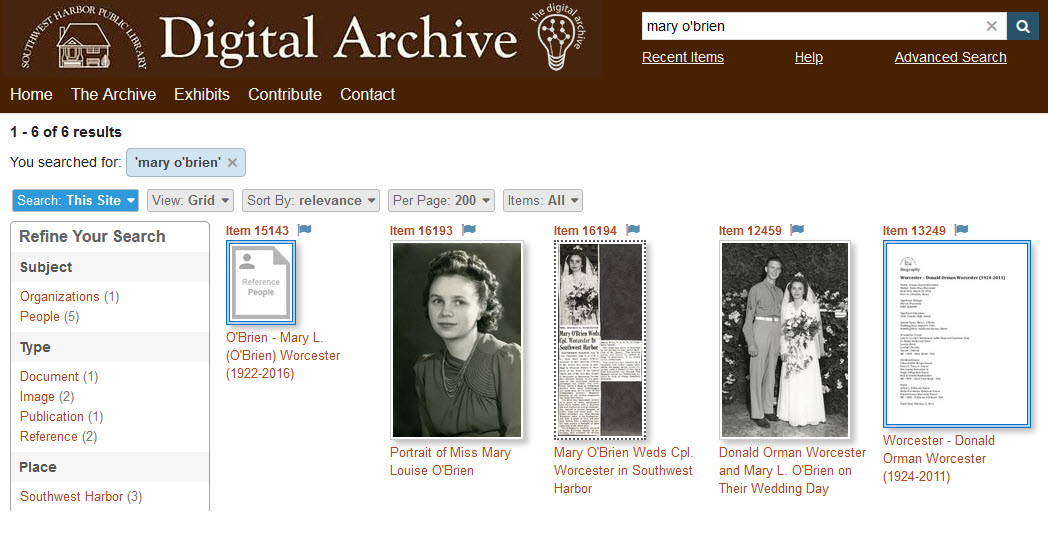 SOUTHWEST HARBOR PUBLIC LIBRARY
Digital Archive
the digital archive
mary o'brien
Recent Items
Help
Advanced Search
Home
The Archive
Exhibits
Contribute
Contact
1 - 6 of 6 results
You searched for: 'mary o'brien'
Search: This Site
View: Grid
Sort By: relevance
Per Page: 200
Items: All
Refine Your Search
Subject
Organizations (1)
People (5)
Type
Document (1)
Image (2)
Publication (1)
Reference (2)
Place
Southwest Harbor (3)
Item 15143
Reference
People
O'Brien - Mary L.
(O'Brien) Worcester
(1922-2016)
Item 16193
Portrait of Miss Mary
Louise O'Brien
Item 16194
Mary O'Brien Weds
Cpl. Worcester In
Southwest Harbor
Mary O'Brien Weds Cpl.
Worcester in Southwest
Harbor
Item 12459
Donald Orman Worcester
and Mary L. O'Brien on
Their Wedding Day
Item 13249
Biography
Worcester - Donald Orman Worcester (1924-2011)
Worcester - Donald
Orman Worcester
(1924-2011)